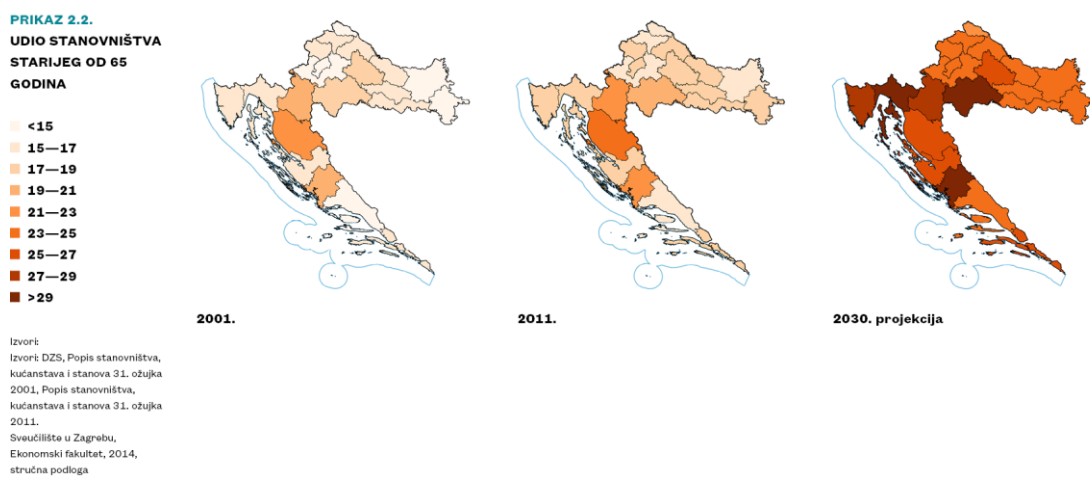 PRIKAZ 2.2.
UDIO STANOVNIŠTVA
STARIJEG OD 65
GODINA
<15
15—17
17—19
19—21
21—23
23—25
25—27
27—29
>29
Izvori:
Izvori: DZS, Popis stanovništva,
kućanstava i stanova 31. ožujka
2001, Popis stanovništva,
kućanstava i stanova 31. ožujka
2011.
Sveučilište u Zagrebu,
Ekonomski fakultet, 2014,
stručna podloga
2001.
2011.
2030. projekcija